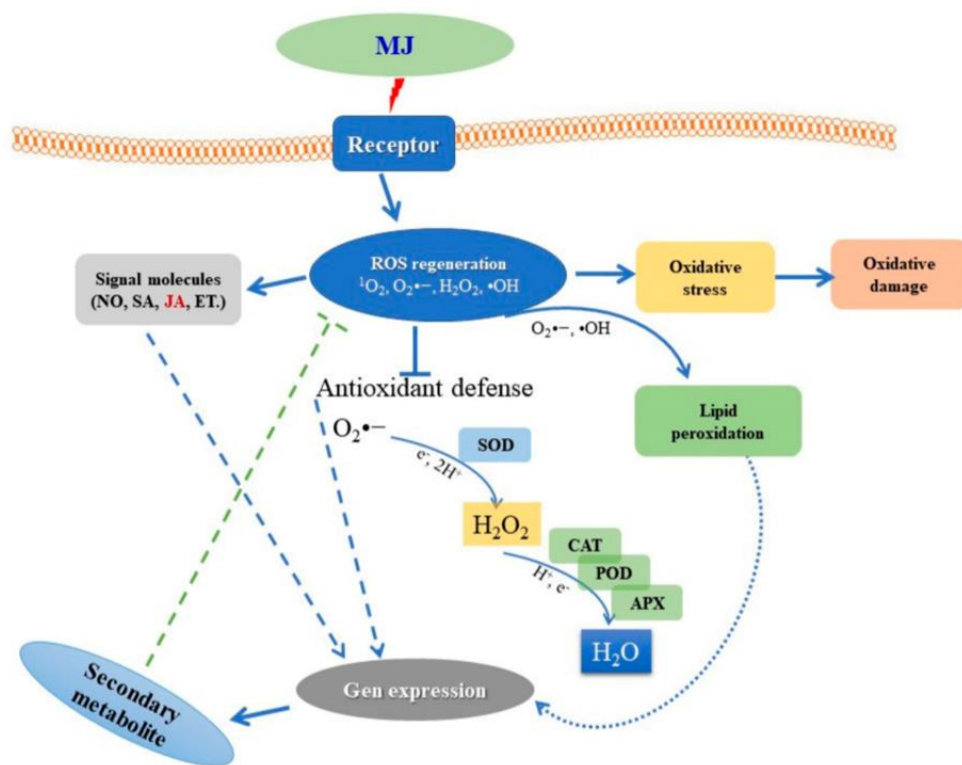 MJ
Receptor
ROS regeneration
¹O₂, O₂•−, H₂O₂, •OH
Signal molecules
(NO, SA, JA, ET.)
Oxidative
stress
Oxidative
damage
O₂•−, •OH
Antioxidant defense
Lipid
peroxidation
O₂•−
SOD
e⁻, 2H⁺
H₂O₂
CAT
POD
APX
H⁺, e⁻
H₂O
Gen expression
Secondary
metabolite